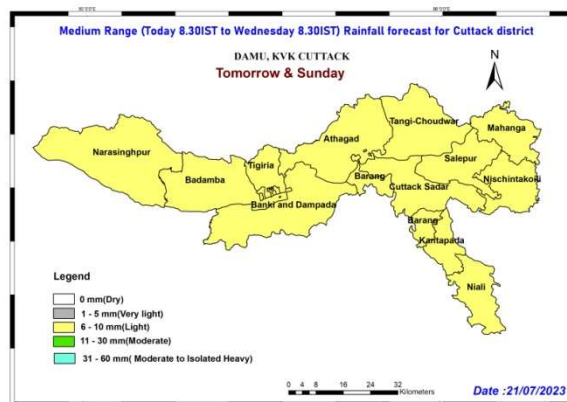 Medium Range (Today 8.30IST to Wednesday 8.30IST) Rainfall forecast for Cuttack district
DAMU, KVK CUTTACK
Tomorrow & Sunday
N
Tangi-Choudwar
Mahanga
Athagad
Narasinghpur
Salepur
Tigiria
Badamba
Barang
Nischintakoili
Cuttack Sadar
Banki and Dampada
Barang
Kantapada
Niali
Legend
0 mm(Dry)
1 - 5 mm(Very light)
6 - 10 mm(Light)
11 - 30 mm(Moderate)
31 - 60 mm( Moderate to Isolated Heavy)
0 4 8 16 24 32
Kilometers
Date :21/07/2023